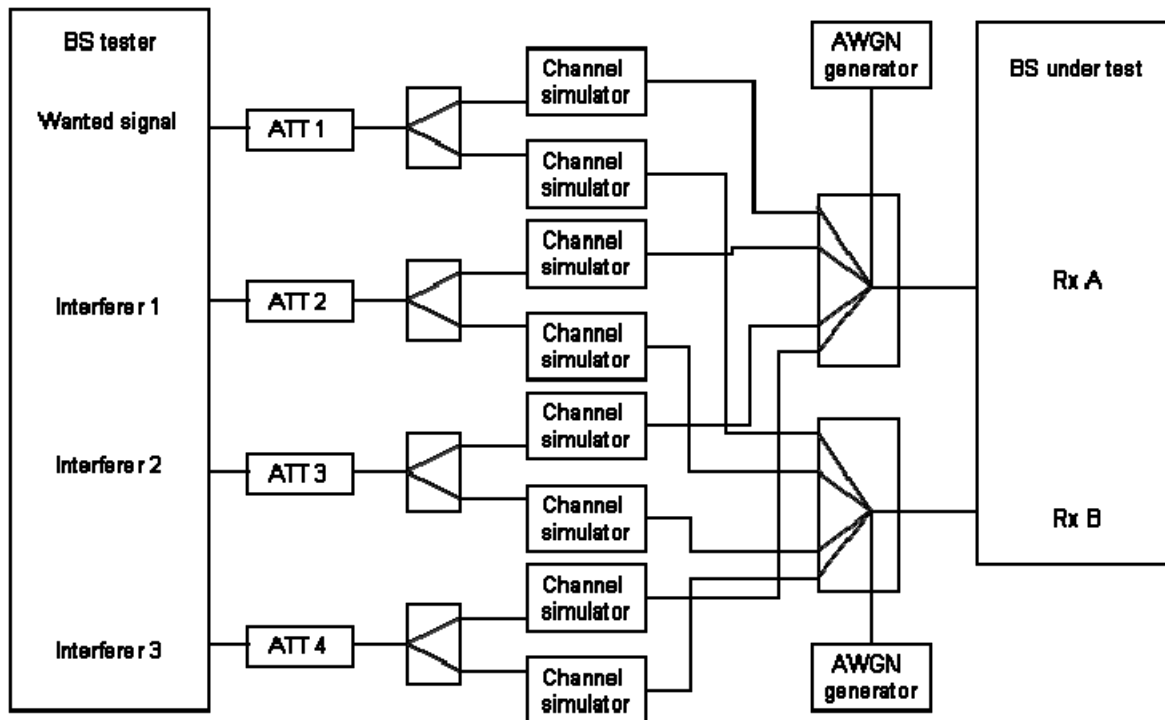 BS tester
Wanted signal
Interferer 1
Interferer 2
Interferer 3
ATT 1
ATT 2
ATT 3
ATT 4
Channel
simulator
Channel
simulator
Channel
simulator
Channel
simulator
Channel
simulator
Channel
simulator
Channel
simulator
Channel
simulator
AWGN
generator
AWGN
generator
BS under test
Rx A
Rx B